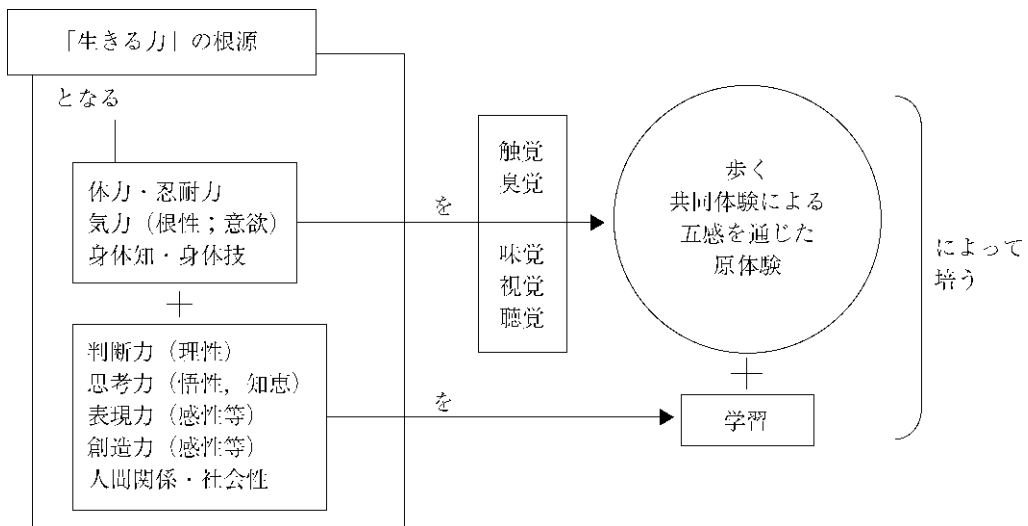 「生きる力」の根源
となる
体力・忍耐力
気力（根性；意欲）
身体知・身体技
＋
判断力（理性）
思考力（悟性，知恵）
表現力（感性等）
創造力（感性等）
人間関係・社会性
を
を
触覚
臭覚
味覚
視覚
聴覚
歩く
共同体験による
五感を通じた
原体験
＋
学習
によって
培う